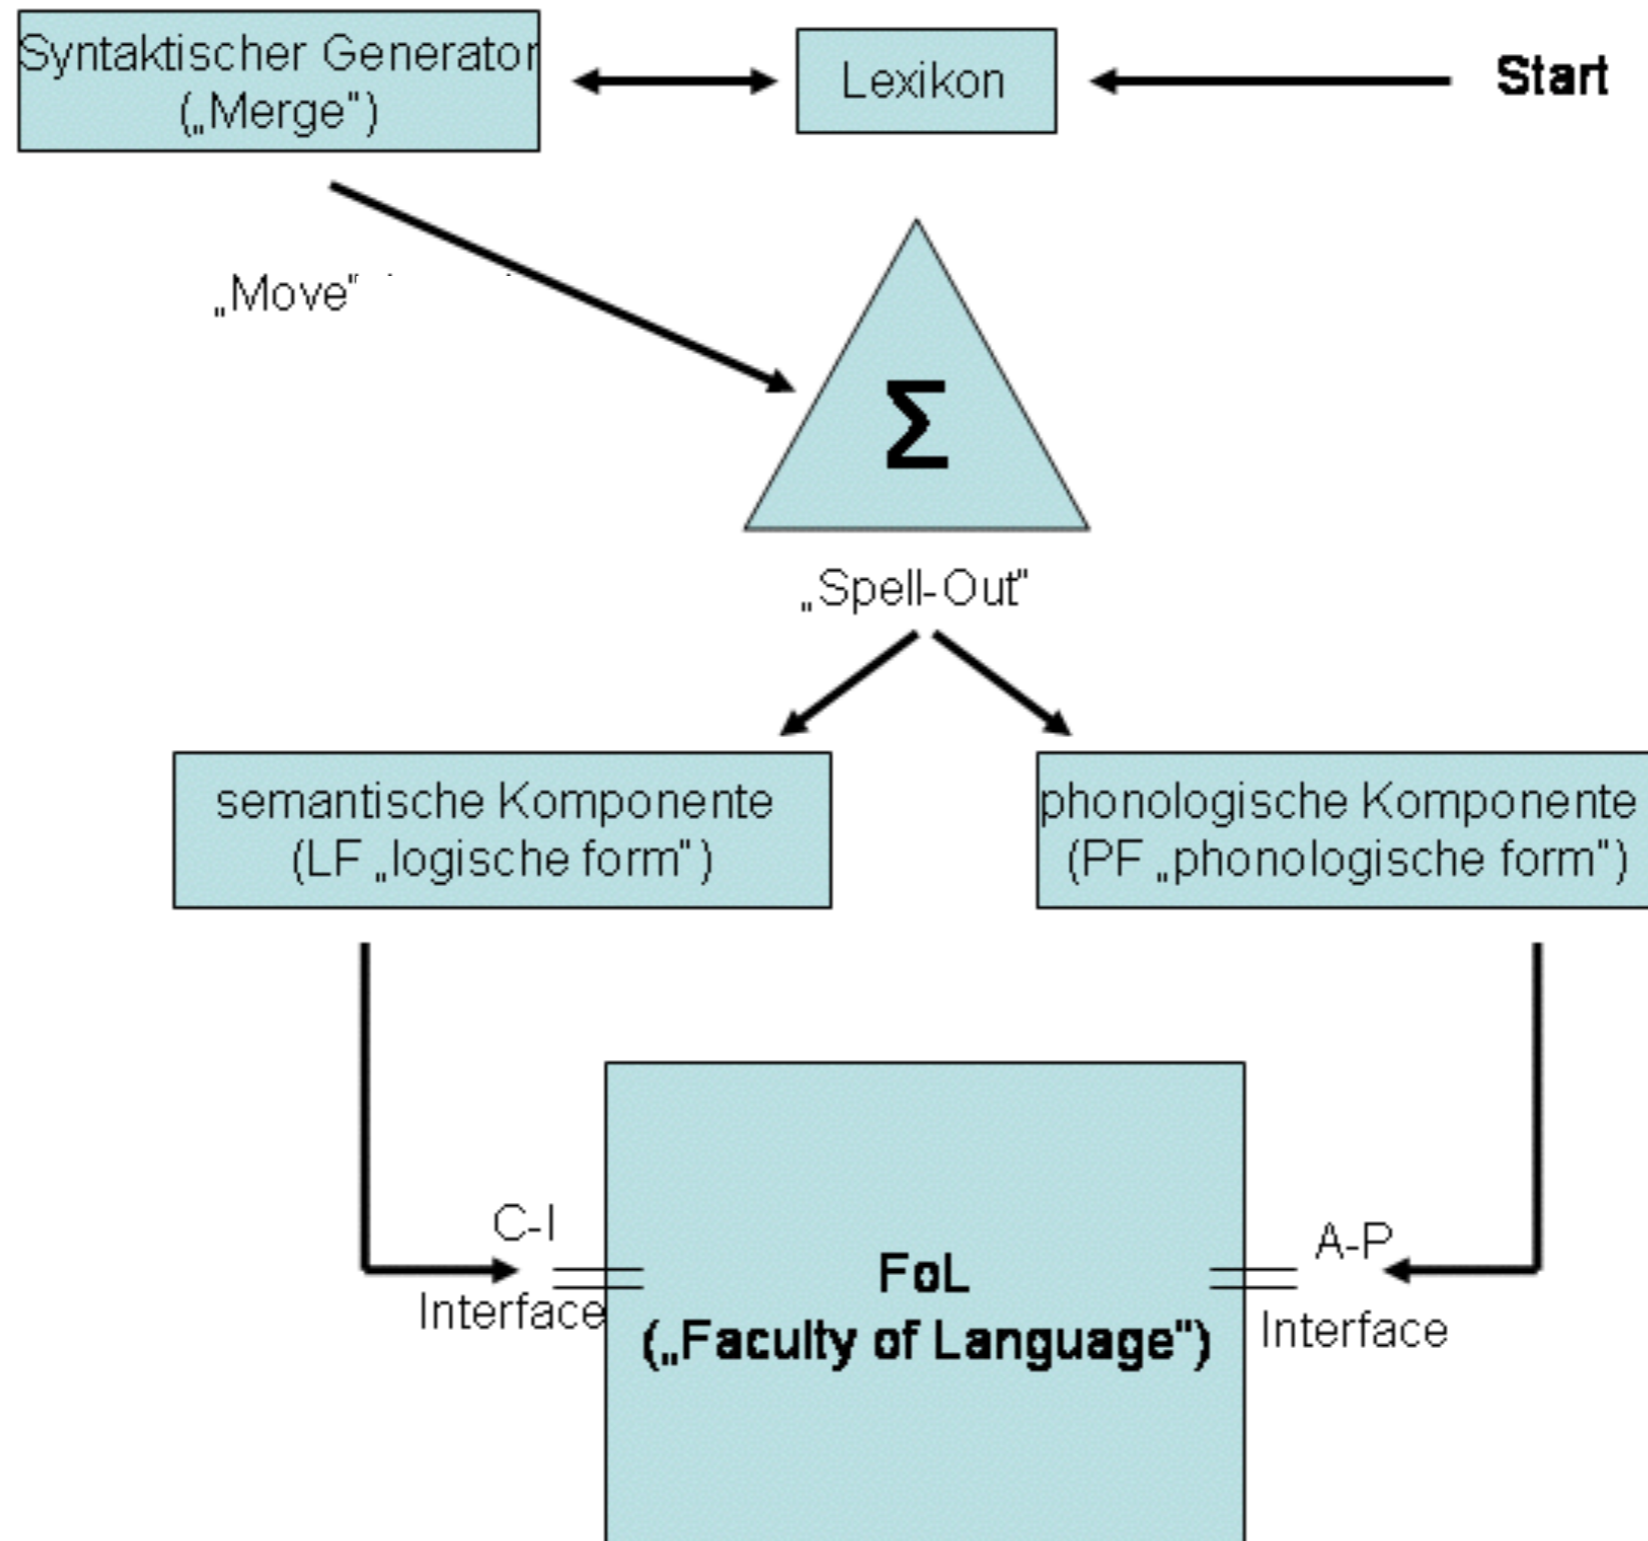 Syntaktischer Generator
(„Merge")
Lexikon
Start
„Move"
Σ
„Spell-Out"
semantische Komponente
(LF „logische form")
phonologische Komponente
(PF „phonologische form")
C-I
Interface
FoL
(„Faculty of Language")
A-P
Interface